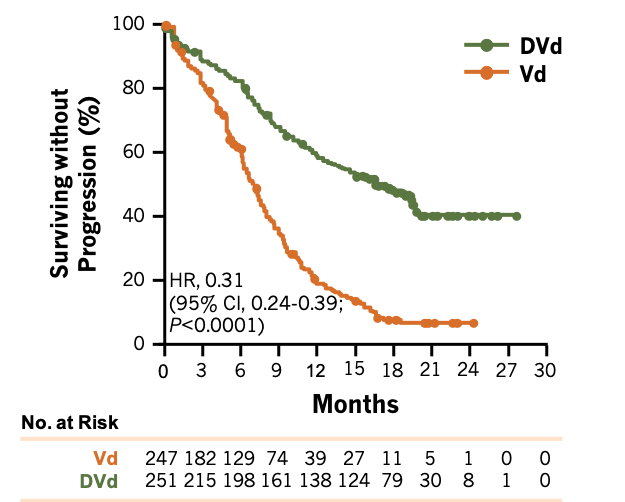 100
80
60
40
20
0
Surviving without
Progression (%)
DVd
Vd
HR, 0.31
(95% CI, 0.24-0.39;
P<0.0001)
0 3 6 9 12 15 18 21 24 27 30
Months
No. at Risk
Vd 247 182 129 74 39 27 11 5 1 0 0
DVd 251 215 198 161 138 124 79 30 8 1 0